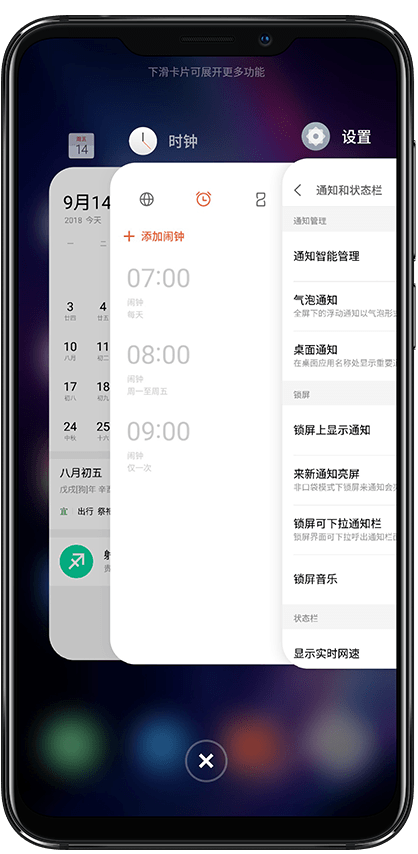 下滑卡片可展开更多功能
周五
14
时钟
设置
9月14
2018 今天
一 二
3 4
廿四 廿五
10 11
八月 初二
17 18
初八 初九
24 25
中秋 十六
八月初五
戊戌[狗]年 辛酉
宜 出行 祭祀
射
添加闹钟
07:00
闹钟
每天
08:00
闹钟
周一至周五
09:00
闹钟
仅一次
通知和状态栏
通知管理
通知智能管理
气泡通知
全屏下的浮动通知以气泡形式
桌面通知
在桌面应用名称处显示重要通
锁屏
锁屏上显示通知
来新通知亮屏
非口袋模式下锁屏来通知会亮
锁屏可下拉通知栏
锁屏界面可下拉呼出通知栏
锁屏音乐
状态栏
显示实时网速